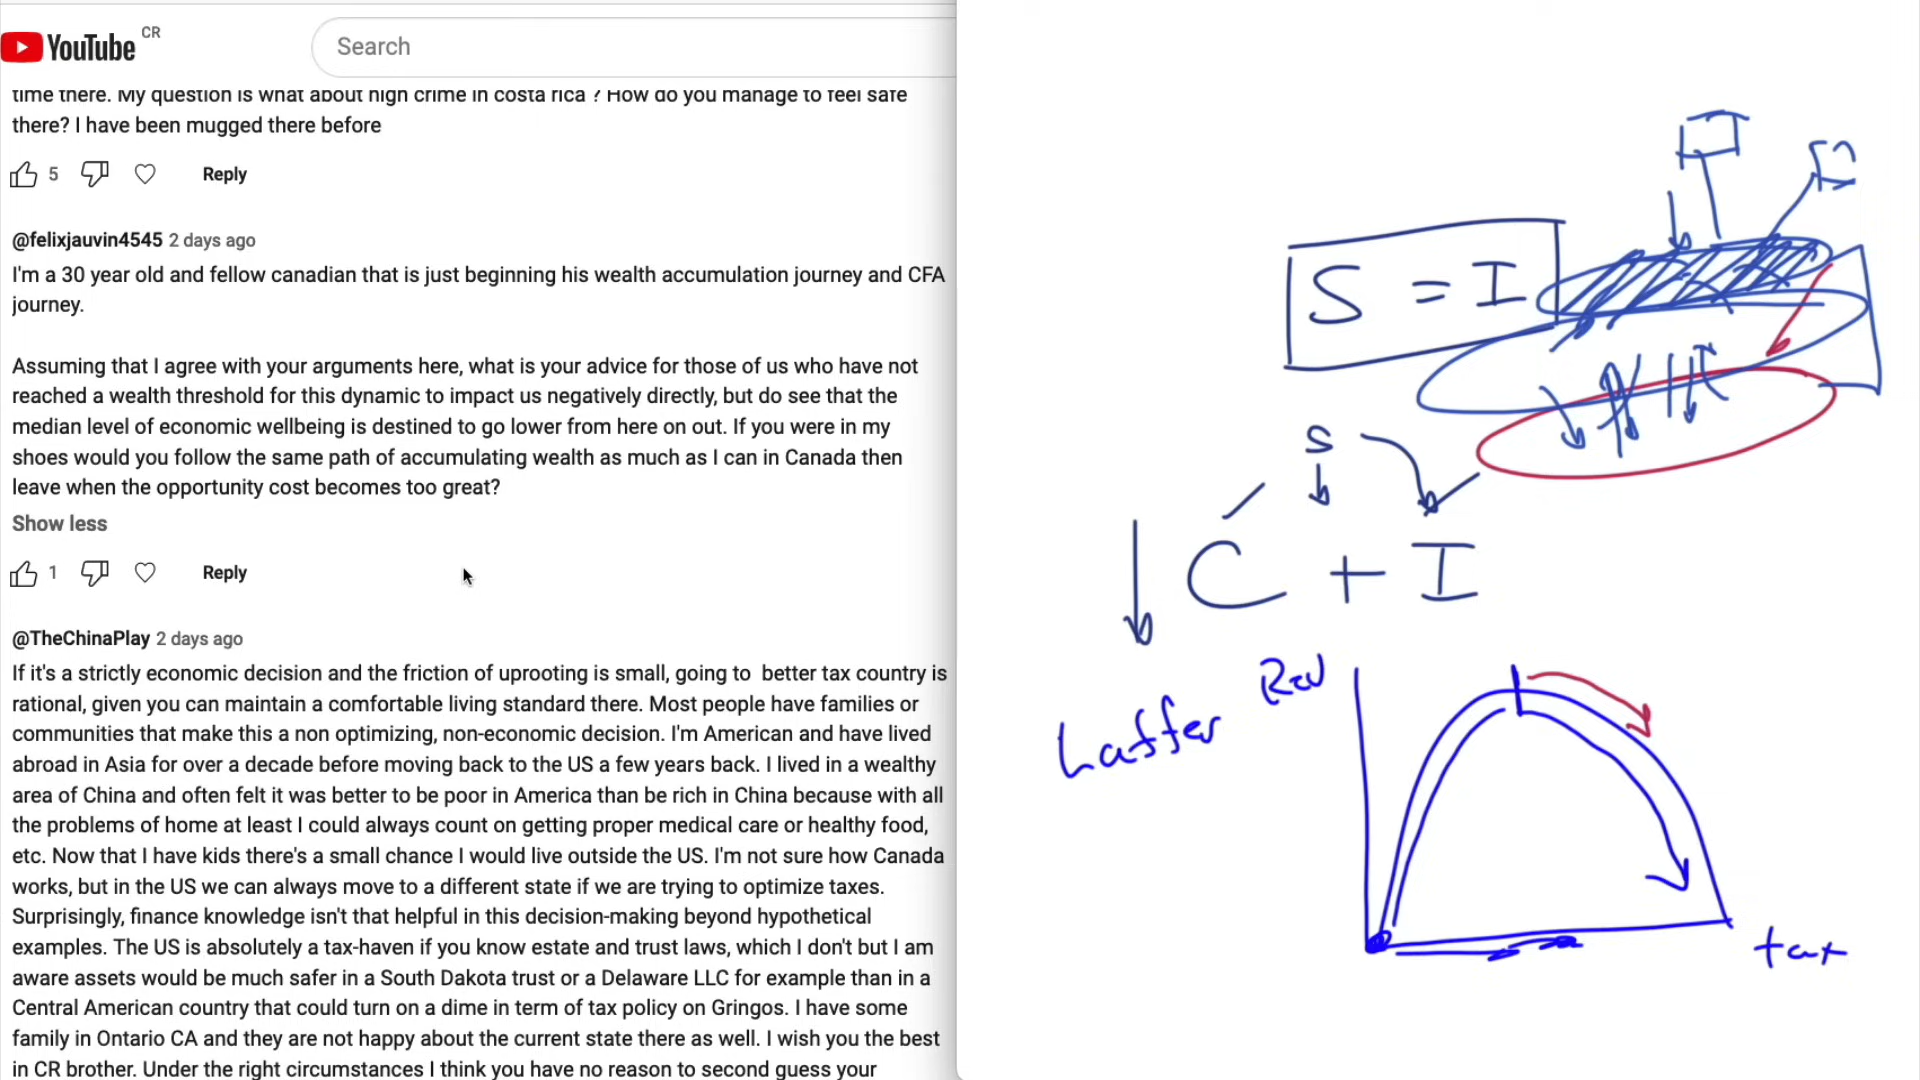 YouTube CR
Search
time there. My question is what about high crime in costa rica ? How do you manage to feel safe
there? I have been mugged there before
5 Reply
@felixjauvin4545 2 days ago
I'm a 30 year old and fellow canadian that is just beginning his wealth accumulation journey and CFA
journey.
Assuming that I agree with your arguments here, what is your advice for those of us who have not
reached a wealth threshold for this dynamic to impact us negatively directly, but do see that the
median level of economic wellbeing is destined to go lower from here on out. If you were in my
shoes would you follow the same path of accumulating wealth as much as I can in Canada then
leave when the opportunity cost becomes too great?
Show less
1 Reply
@TheChinaPlay 2 days ago
If it's a strictly economic decision and the friction of uprooting is small, going to  better tax country is
rational, given you can maintain a comfortable living standard there. Most people have families or
communities that make this a non optimizing, non-economic decision. I'm American and have lived
abroad in Asia for over a decade before moving back to the US a few years back. I lived in a wealthy
area of China and often felt it was better to be poor in America than be rich in China because with all
the problems of home at least I could always count on getting proper medical care or healthy food,
etc. Now that I have kids there's a small chance I would live outside the US. I'm not sure how Canada
works, but in the US we can always move to a different state if we are trying to optimize taxes.
Surprisingly, finance knowledge isn't that helpful in this decision-making beyond hypothetical
examples. The US is absolutely a tax-haven if you know estate and trust laws, which I don't but I am
aware assets would be much safer in a South Dakota trust or a Delaware LLC for example than in a
Central American country that could turn on a dime in term of tax policy on Gringos. I have some
family in Ontario CA and they are not happy about the current state there as well. I wish you the best
in CR brother. Under the right circumstances I think you have no reason to second guess your
S = I
S
C + I
Rev
Laffer
tax